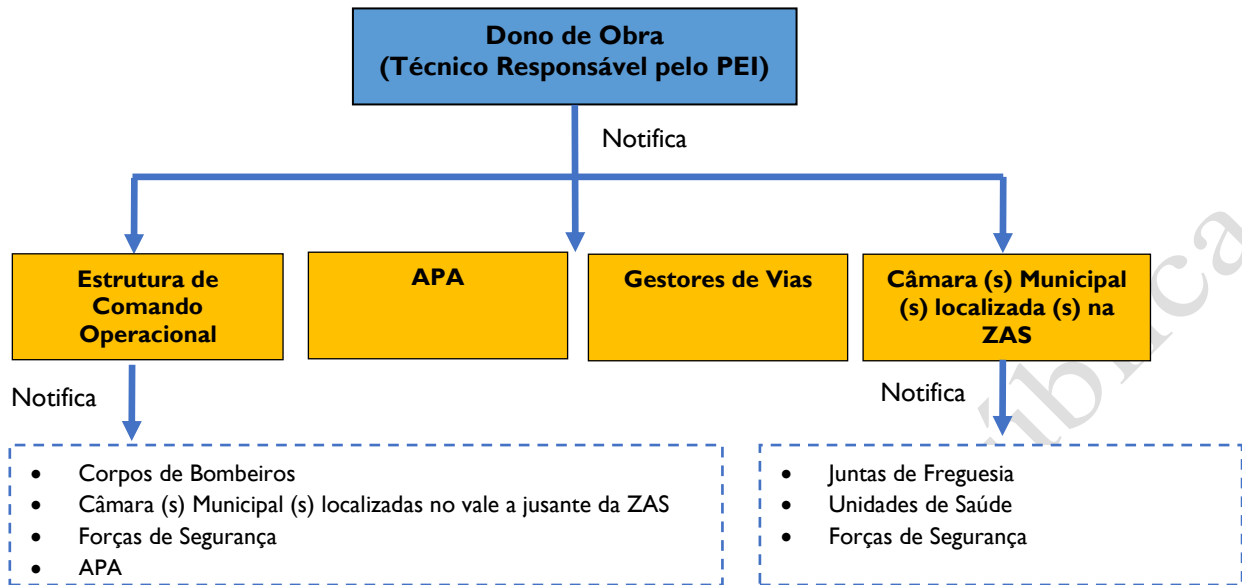 Dono de Obra
(Técnico Responsável pelo PEI)
Notifica
Estrutura de
Comando
Operacional
APA
Gestores de Vias
Câmara (s) Municipal
(s) localizada (s) na
ZAS
Notifica
Notifica
• Corpos de Bombeiros
• Câmara (s) Municipal (s) localizadas no vale a jusante da ZAS
• Forças de Segurança
• APA
• Juntas de Freguesia
• Unidades de Saúde
• Forças de Segurança